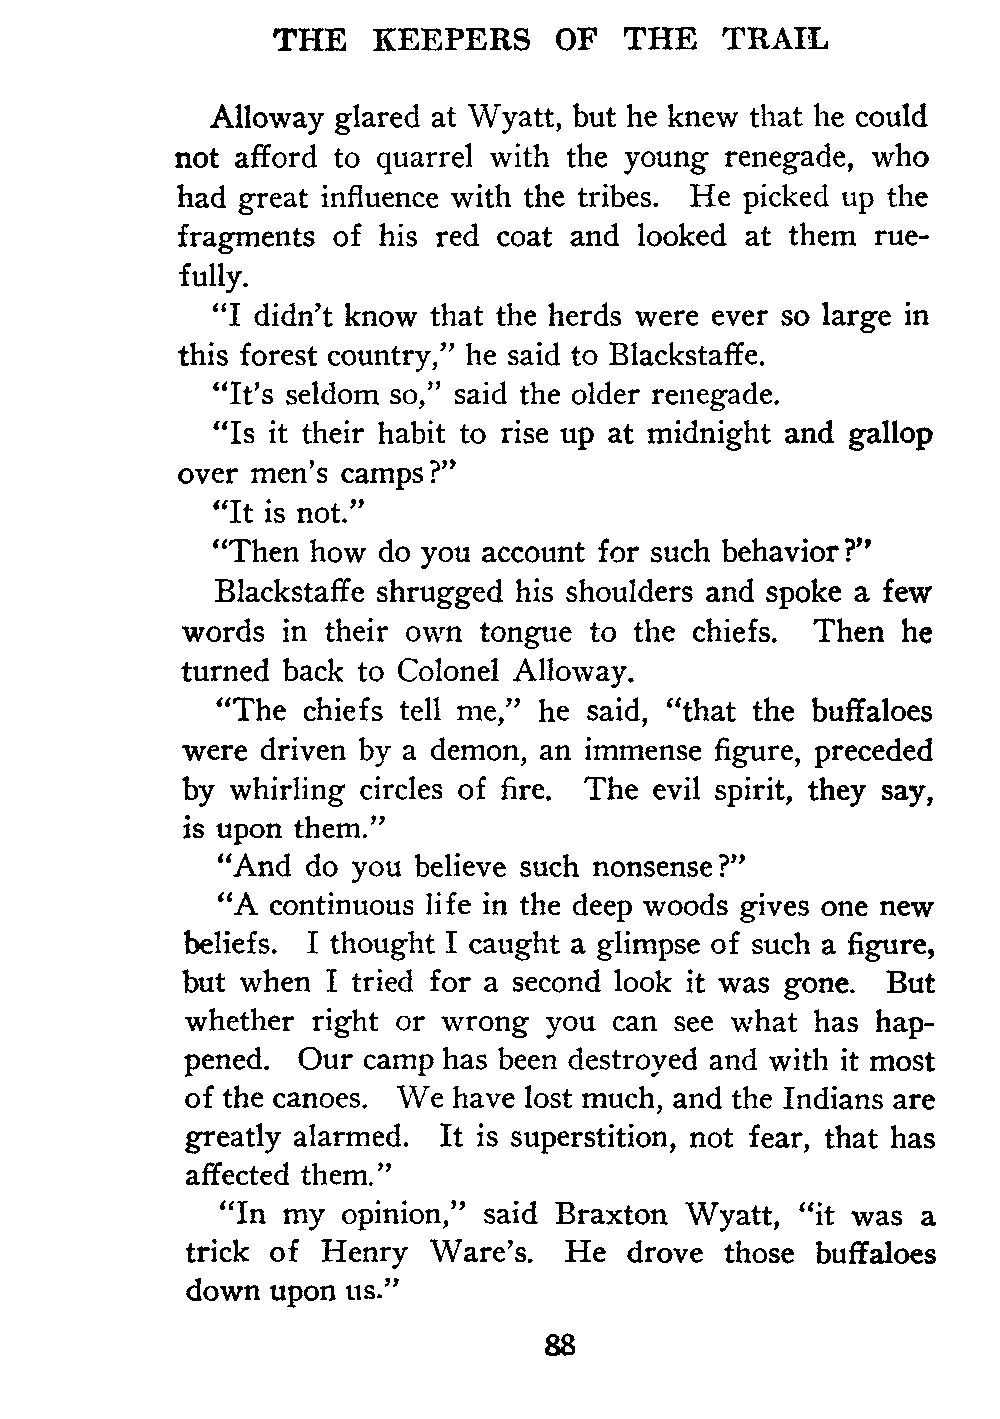 THE KEEPERS OF THE TRAIL
Alloway glared at Wyatt, but he knew that he could
not afford to quarrel with the young renegade, who
had great influence with the tribes. He picked up the
fragments of his red coat and looked at them rue-
fully.
“I didn’t know that the herds were ever so large in
this forest country,” he said to Blackstaffe.
“It’s seldom so,” said the older renegade.
“Is it their habit to rise up at midnight and gallop
over men’s camps?”
“It is not.”
“Then how do you account for such behavior?”
Blackstaffe shrugged his shoulders and spoke a few
words in their own tongue to the chiefs. Then he
turned back to Colonel Alloway.
“The chiefs tell me,” he said, “that the buffaloes
were driven by a demon, an immense figure, preceded
by whirling circles of fire. The evil spirit, they say,
is upon them.”
“And do you believe such nonsense?”
“A continuous life in the deep woods gives one new
beliefs. I thought I caught a glimpse of such a figure,
but when I tried for a second look it was gone. But
whether right or wrong you can see what has hap-
pened. Our camp has been destroyed and with it most
of the canoes. We have lost much, and the Indians are
greatly alarmed. It is superstition, not fear, that has
affected them.”
“In my opinion,” said Braxton Wyatt, “it was a
trick of Henry Ware’s. He drove those buffaloes
down upon us.”
88